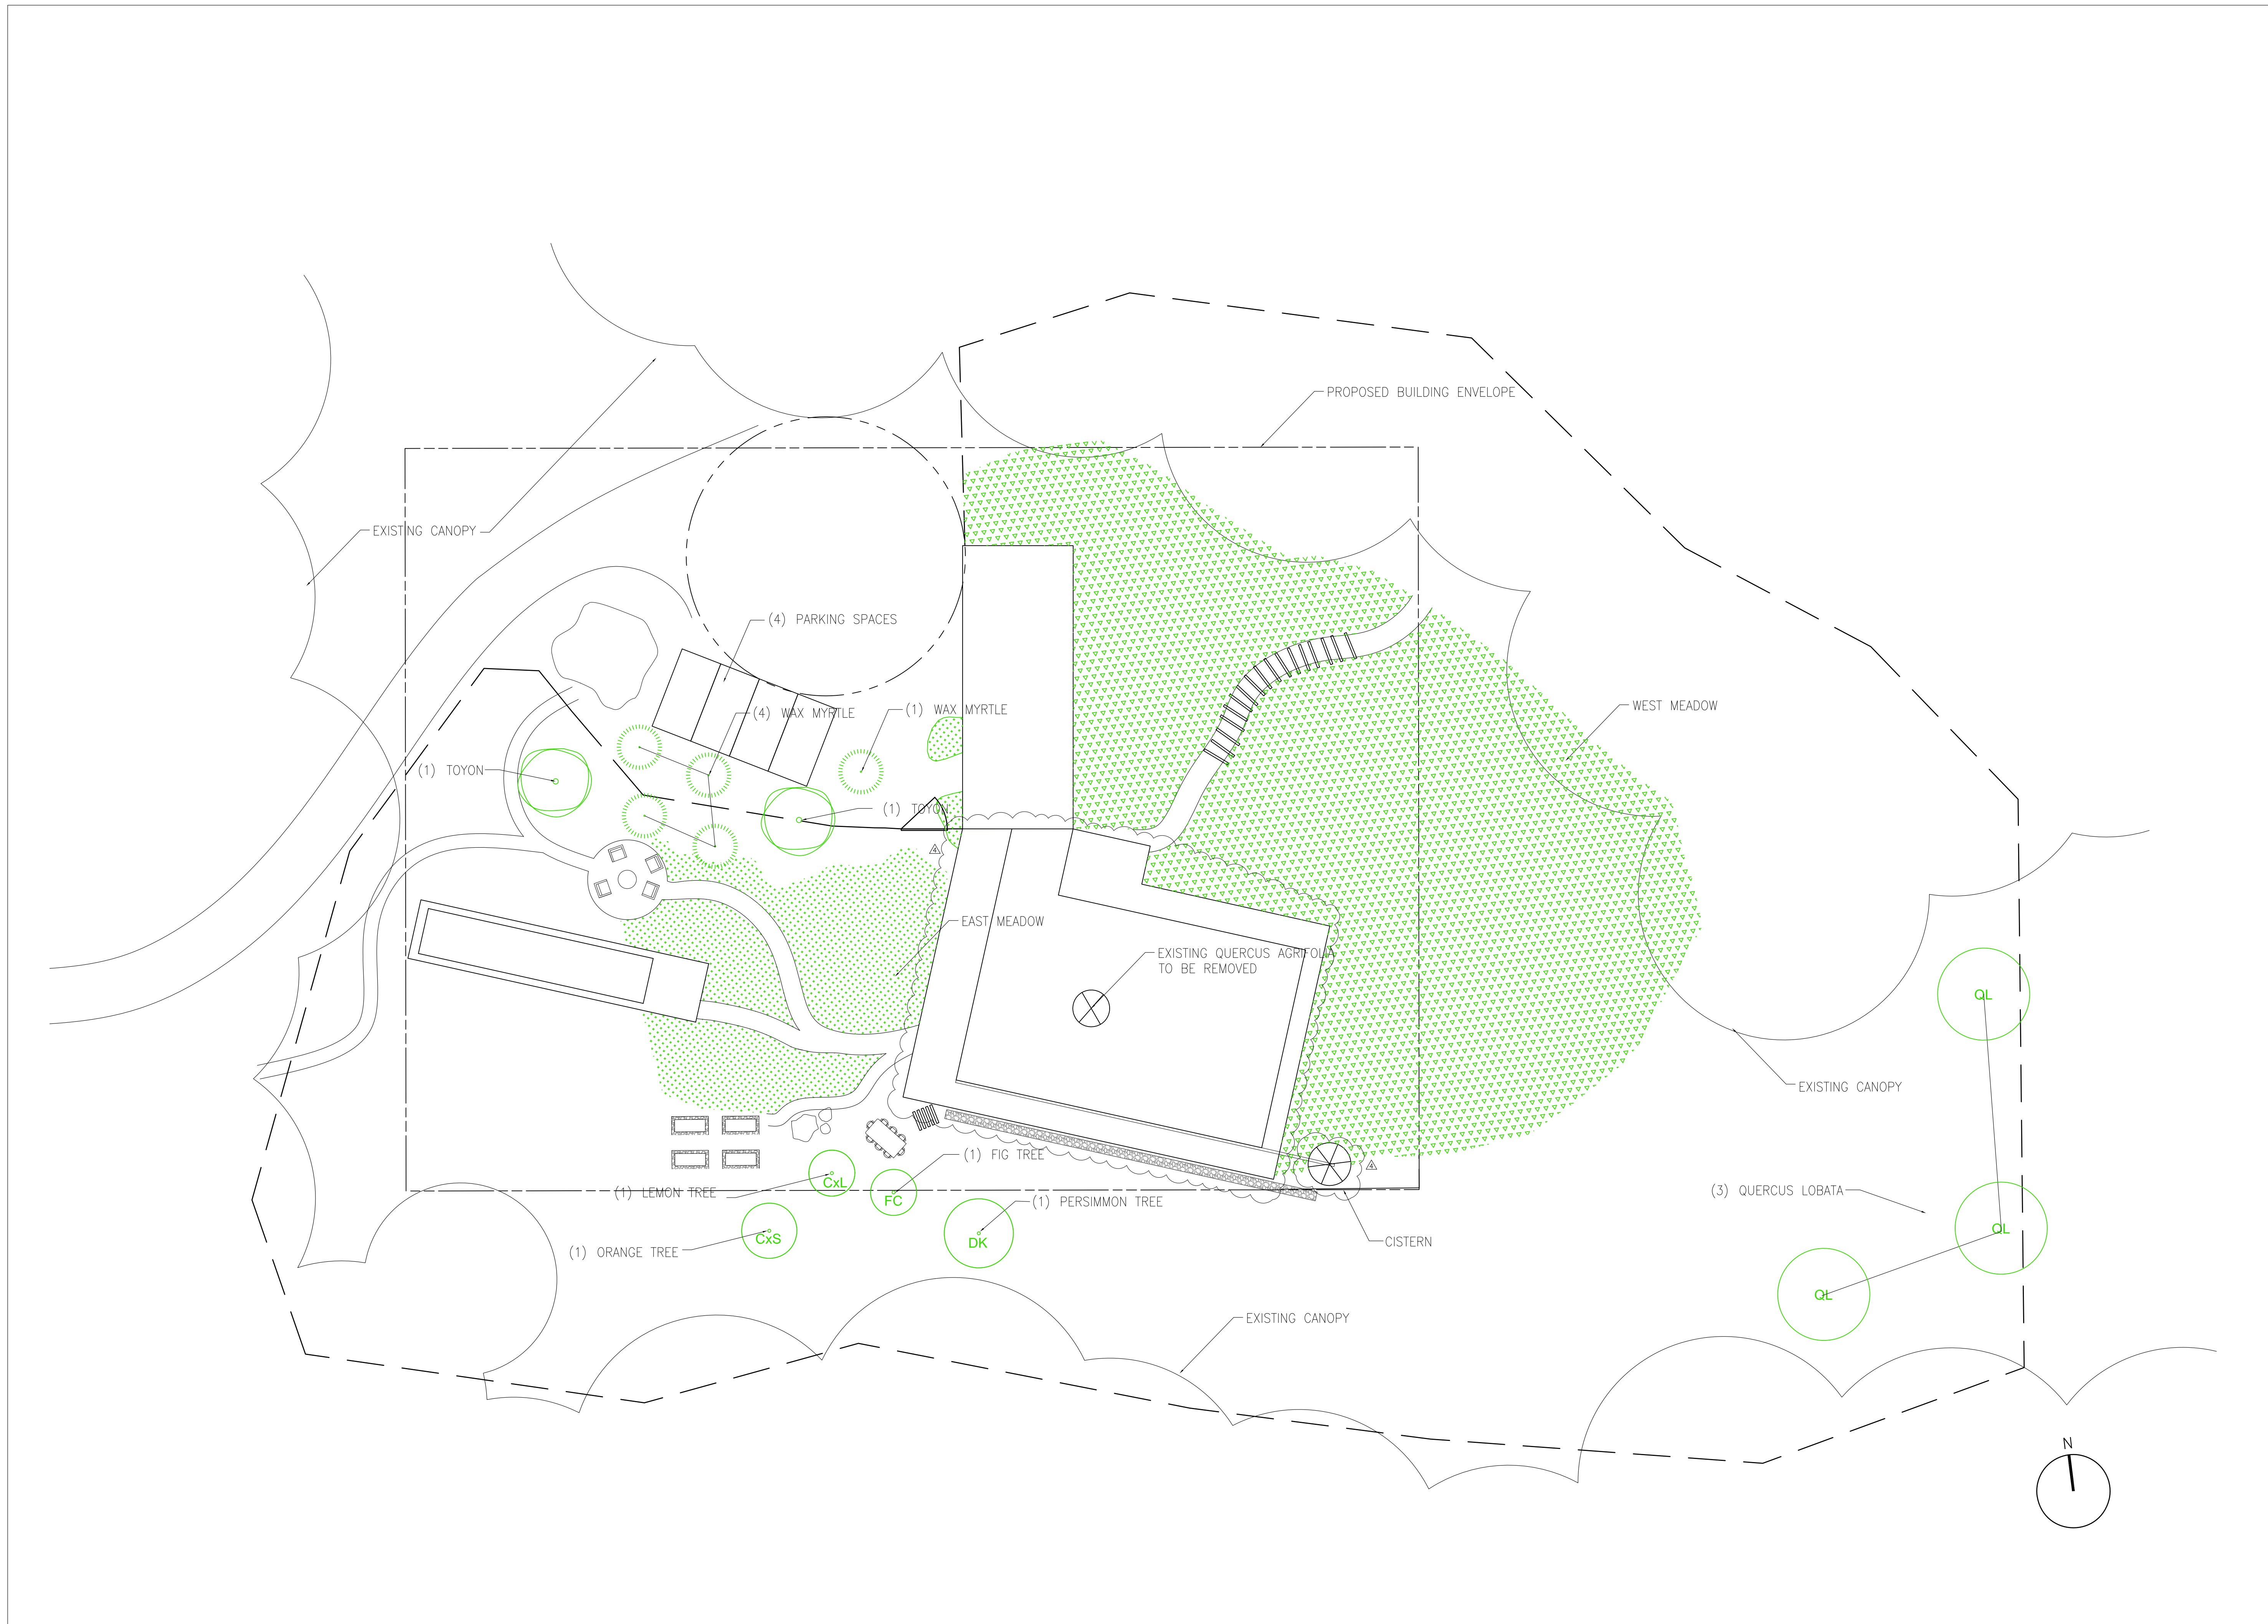 PROPOSED BUILDING ENVELOPE
EXISTING CANOPY
(4) PARKING SPACES
WEST MEADOW
(4) WAX MYRTLE
(1) WAX MYRTLE
(1) TOYON
(1) TOYON
4
EAST MEADOW
EXISTING QUERCUS AGRIFOLIA
TO BE REMOVED
QL
EXISTING CANOPY
(1) FIG TREE
4
CxL
(1) LEMON TREE
FC
(1) PERSIMMON TREE
(3) QUERCUS LOBATA
QL
CxS
(1) ORANGE TREE
DK
CISTERN
QL
EXISTING CANOPY
N